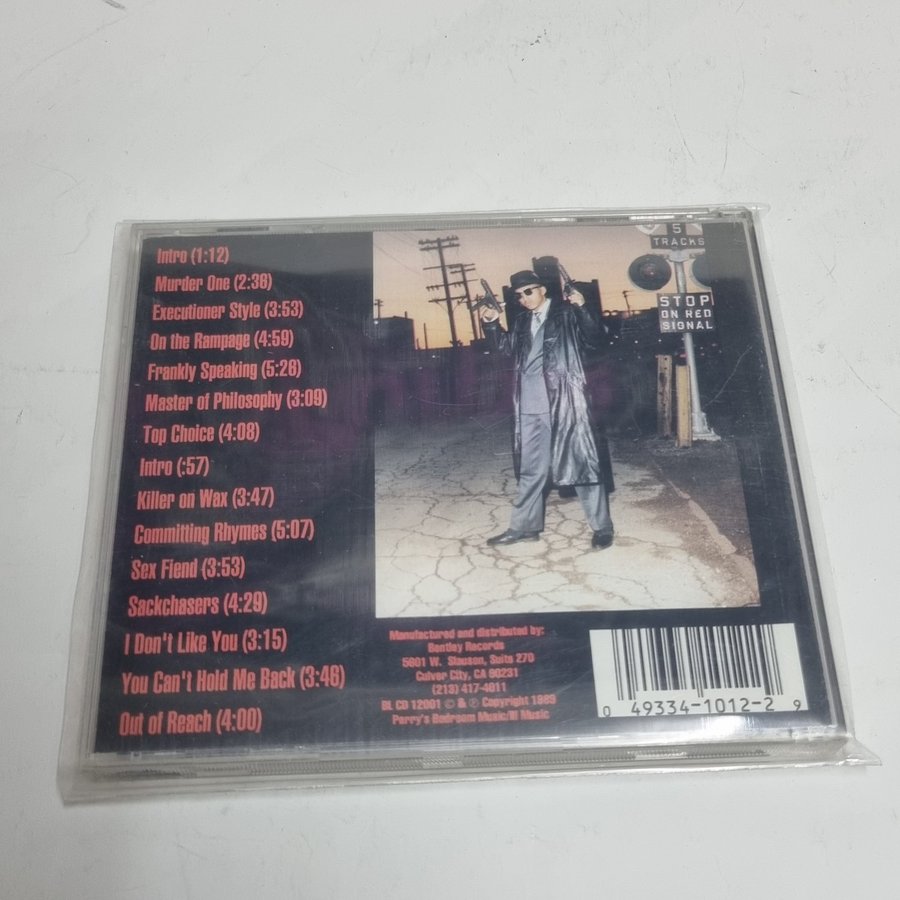 Intro (1:12)
Murder One (2:38)
Executioner Style (3:53)
On the Rampage (4:59)
Frankly Speaking (5:28)
Master of Philosophy (3:09)
Top Choice (4:08)
Intro (:57)
Killer on Wax (3:47)
Committing Rhymes (5:07)
Sex Fiend (3:53)
Sackchasers (4:29)
I Don't Like You (3:15)
You Can't Hold Me Back (3:46)
Out of Reach (4:00)
5
TRACKS
STOP
ON RED
SIGNAL
Manufactured and distributed by:
Bentley Records
5601 W. Slauson, Suite 270
Culver City, CA 90231
(213) 417-4011
BL CD 12001 © & ℗ Copyright 1989
Perry's Bedroom Music/II Music
0 49334-1012-2 9